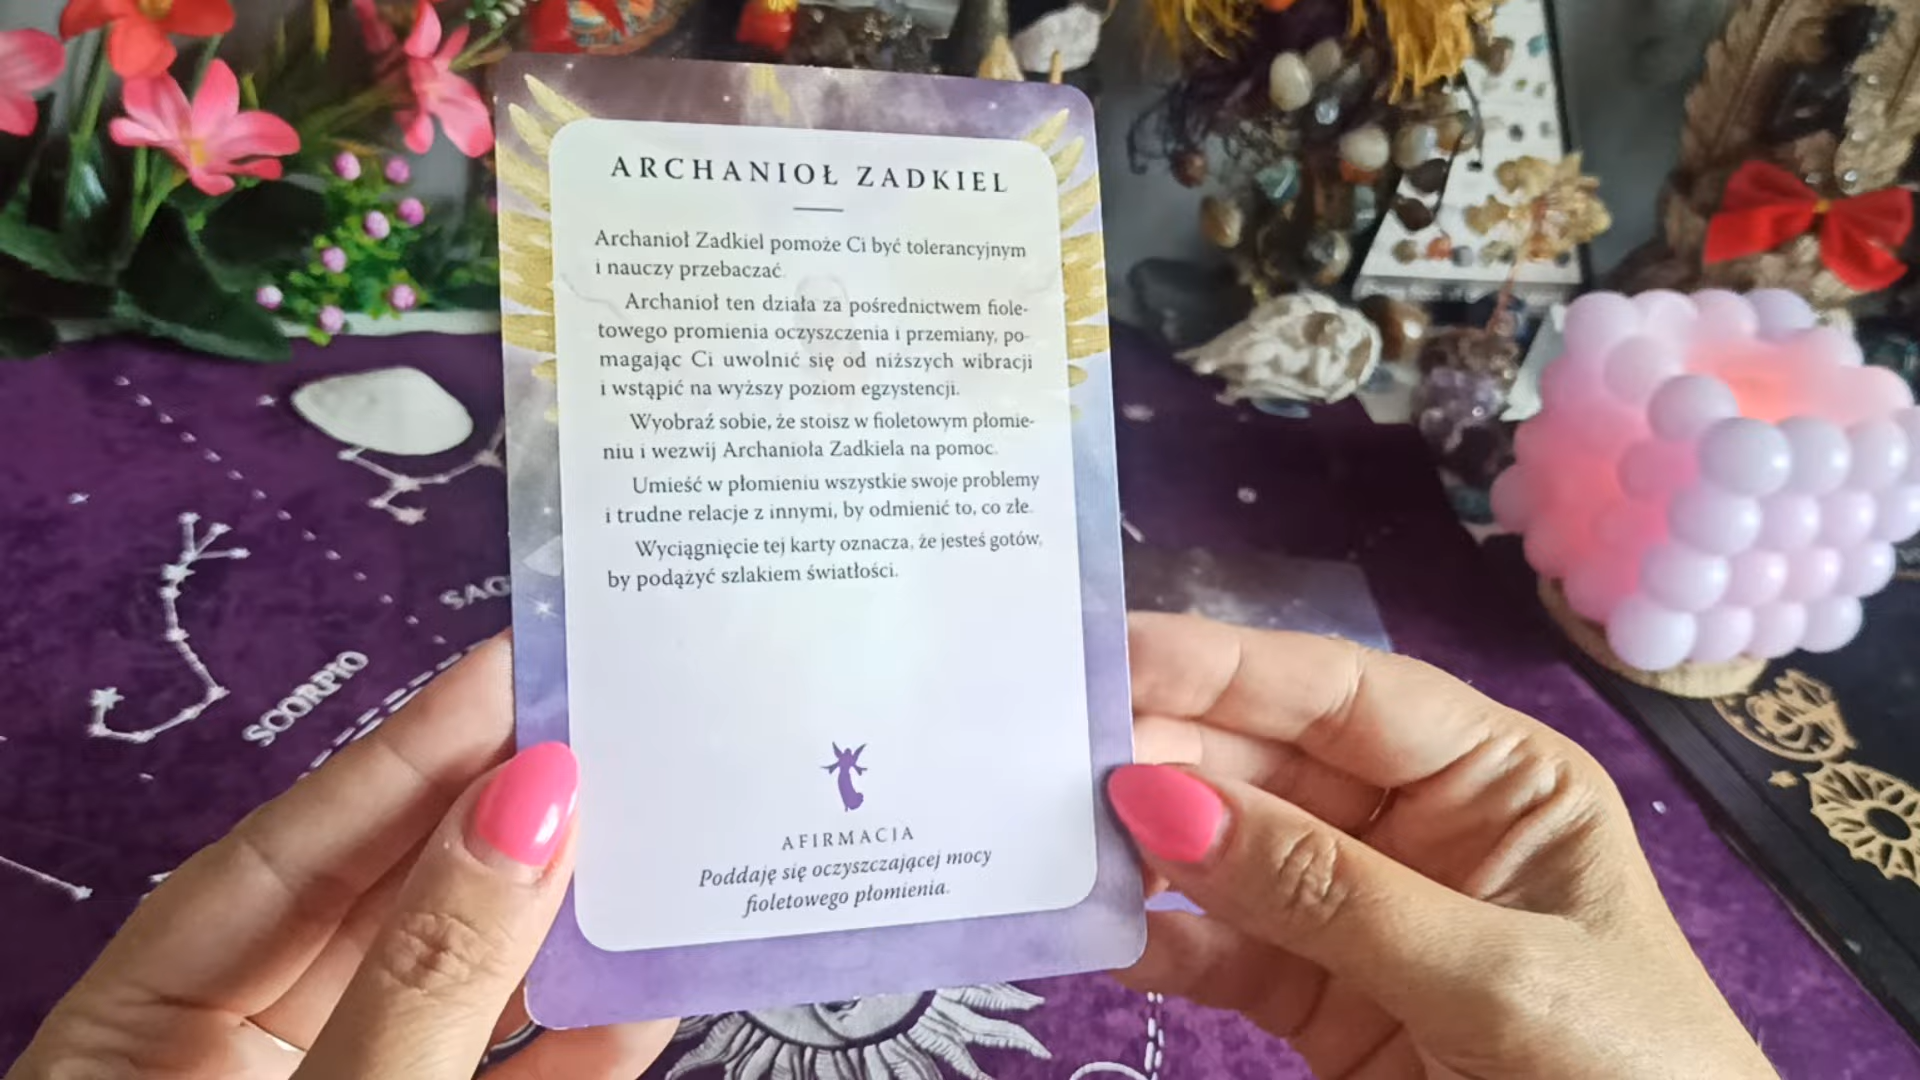 ARCHANIOŁ ZADKIEL
Archanioł Zadkiel pomoże Ci być tolerancyjnym
i nauczy przebaczać.
Archanioł ten działa za pośrednictwem fiole-
towego promienia oczyszczenia i przemiany, po-
magając Ci uwolnić się od niższych wibracji
i wstąpić na wyższy poziom egzystencji.
Wyobraź sobie, że stoisz w fioletowym płomie-
niu i wezwij Archanioła Zadkiela na pomoc.
Umieść w płomieniu wszystkie swoje problemy
i trudne relacje z innymi, by odmienić to, co złe.
Wyciągnięcie tej karty oznacza, że jesteś gotów,
by podążyć szlakiem światłości.
AFIRMACJA
Poddaję się oczyszczającej mocy
fioletowego płomienia.
SAG
SCORPIO